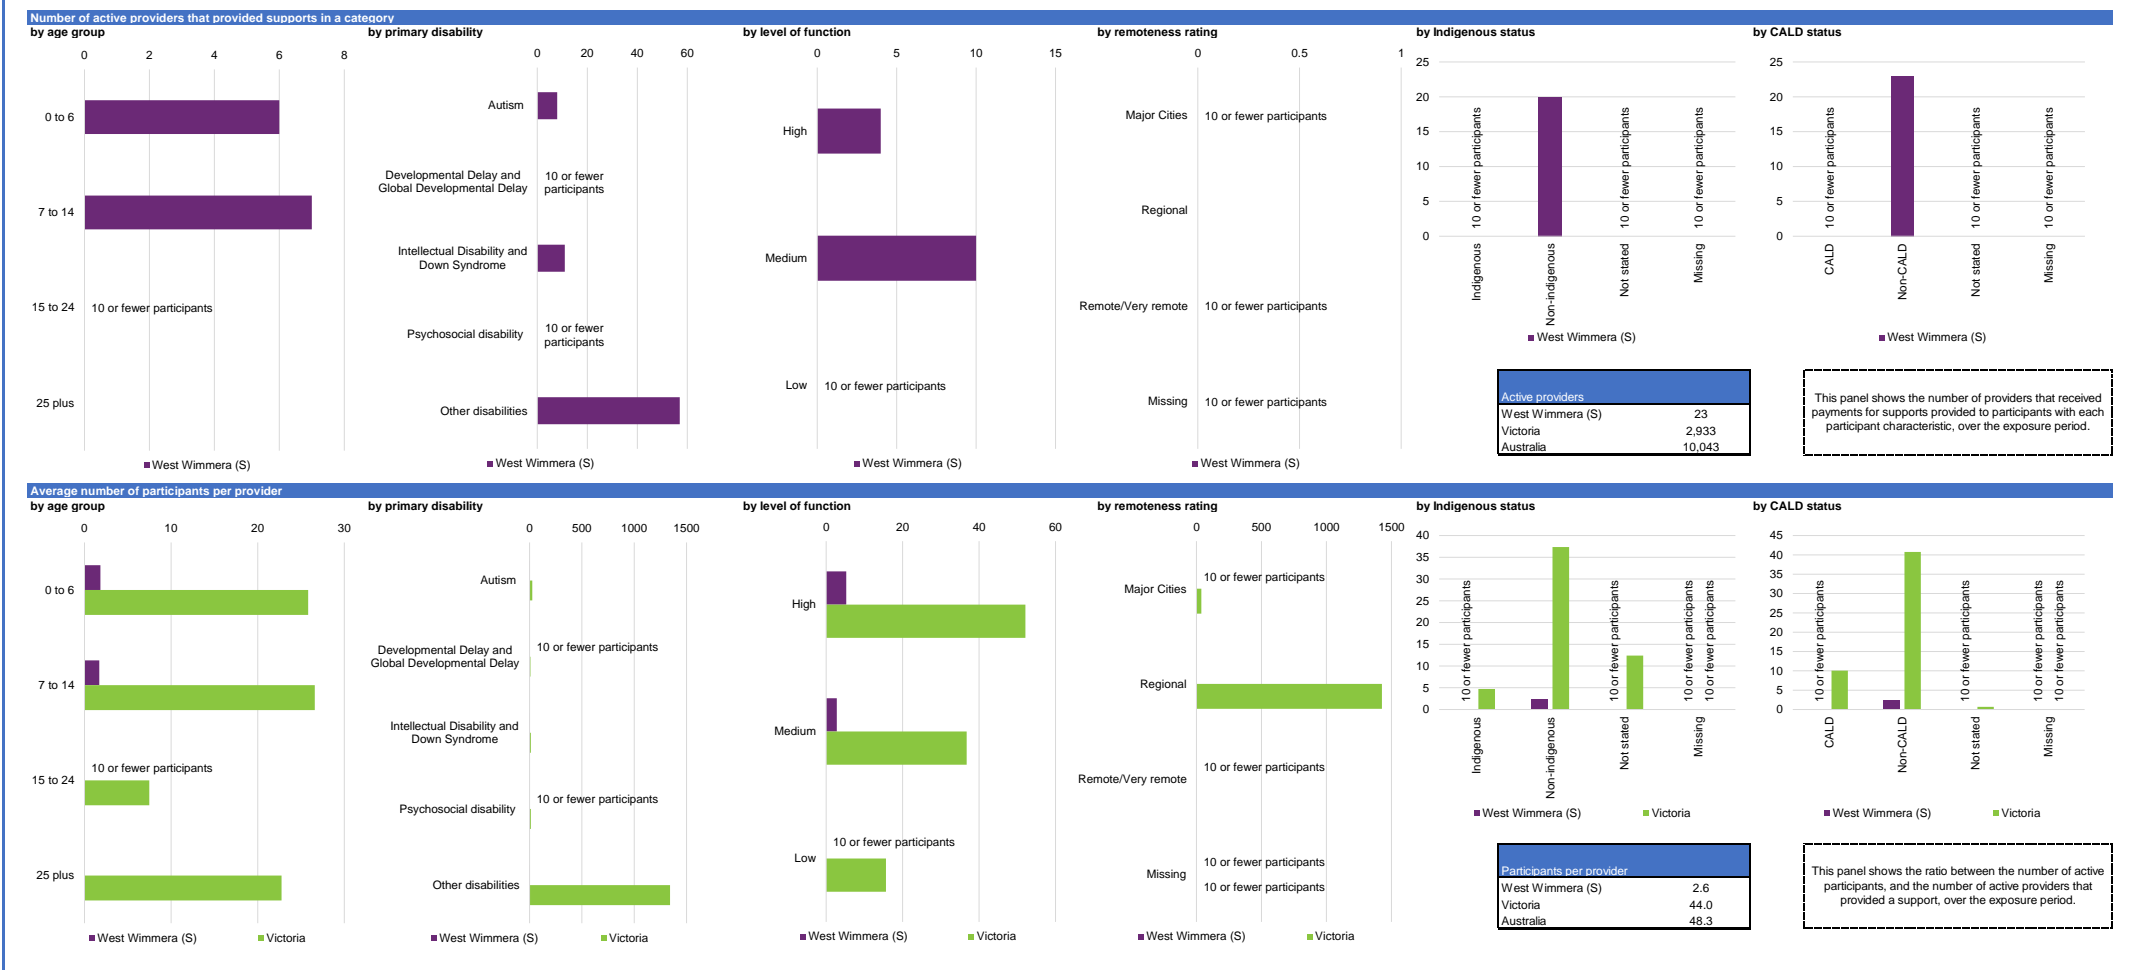 Number of active providers that provided supports in a category
by age group
0 2 4 6 8
0 to 6
7 to 14
15 to 24
10 or fewer participants
25 plus
West Wimmera (S)
by primary disability
0 20 40 60
Autism
Developmental Delay and
Global Developmental Delay
10 or fewer
participants
Intellectual Disability and
Down Syndrome
Psychosocial disability
10 or fewer
participants
Other disabilities
West Wimmera (S)
by level of function
0 5 10 15
High
Medium
Low
10 or fewer participants
West Wimmera (S)
by remoteness rating
0 0.5 1
Major Cities
10 or fewer participants
Regional
Remote/Very remote
10 or fewer participants
Missing
10 or fewer participants
West Wimmera (S)
by Indigenous status
25
20
15
10
5
0
10 or fewer participants
10 or fewer participants
10 or fewer participants
Indigenous
Non-indigenous
Not stated
Missing
West Wimmera (S)
by CALD status
25
20
15
10
5
0
10 or fewer participants
10 or fewer participants
10 or fewer participants
CALD
Non-CALD
Not stated
Missing
West Wimmera (S)
Active providers
West Wimmera (S) 23
Victoria 2,933
Australia 10,043
This panel shows the number of providers that received
payments for supports provided to participants with each
participant characteristic, over the exposure period.
Average number of participants per provider
by age group
0 10 20 30
0 to 6
7 to 14
15 to 24
10 or fewer participants
25 plus
West Wimmera (S) Victoria
by primary disability
0 500 1000 1500
Autism
Developmental Delay and
Global Developmental Delay
10 or fewer participants
Intellectual Disability and
Down Syndrome
Psychosocial disability
10 or fewer participants
Other disabilities
West Wimmera (S) Victoria
by level of function
0 20 40 60
High
Medium
Low
10 or fewer participants
West Wimmera (S) Victoria
by remoteness rating
0 500 1000 1500
Major Cities
10 or fewer participants
Regional
Remote/Very remote
10 or fewer participants
Missing
10 or fewer participants
10 or fewer participants
West Wimmera (S) Victoria
by Indigenous status
40
35
30
25
20
15
10
5
0
10 or fewer participants
10 or fewer participants
10 or fewer participants
10 or fewer participants
Indigenous
Non-indigenous
Not stated
Missing
West Wimmera (S) Victoria
by CALD status
45
40
35
30
25
20
15
10
5
0
10 or fewer participants
10 or fewer participants
10 or fewer participants
10 or fewer participants
CALD
Non-CALD
Not stated
Missing
West Wimmera (S) Victoria
Participants per provider
West Wimmera (S) 2.6
Victoria 44.0
Australia 48.3
This panel shows the ratio between the number of active
participants, and the number of active providers that
provided a support, over the exposure period.